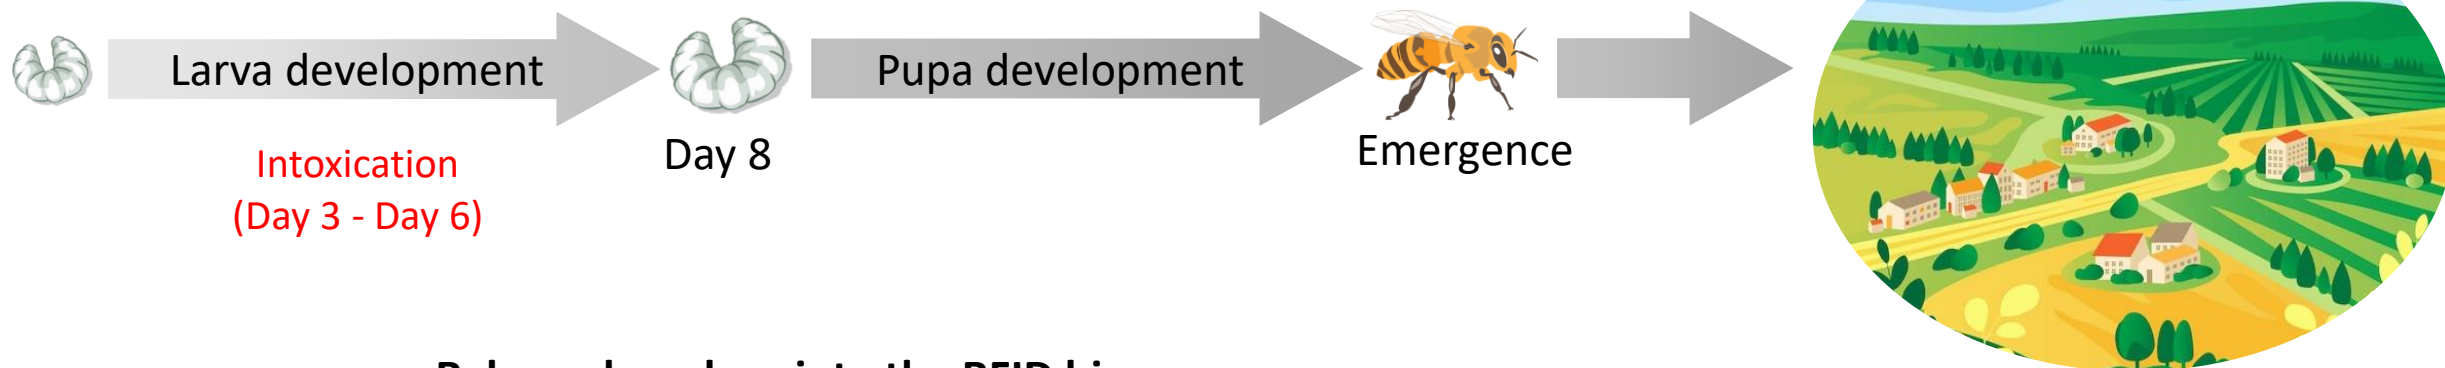 Larva development
Pupa development
Intoxication
(Day 3 - Day 6)
Day 8
Emergence